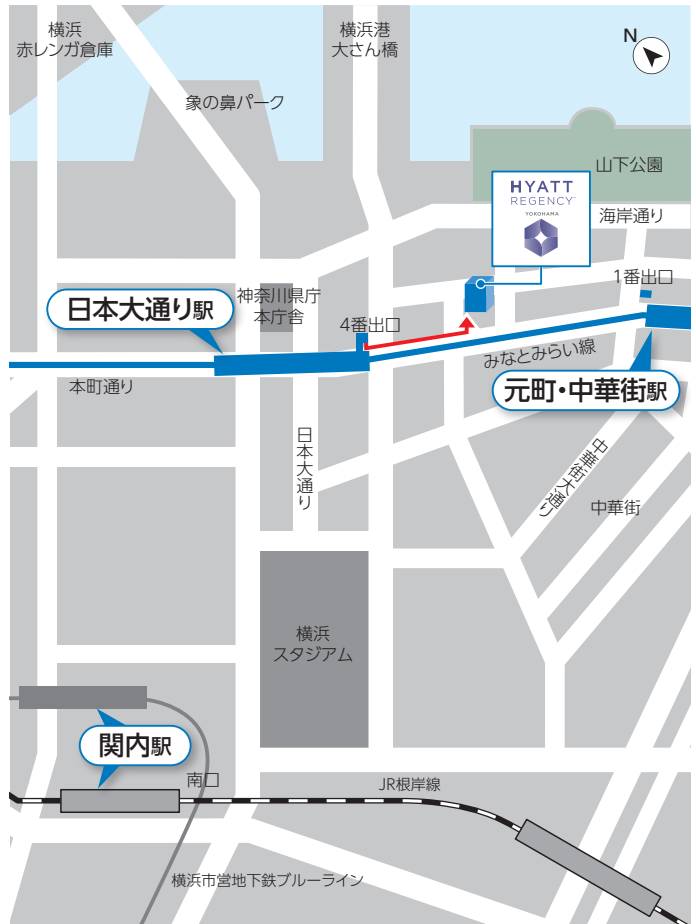 横浜
赤レンガ倉庫
横浜港
大さん橋
N
象の鼻パーク
山下公園
HYATT
REGENCY™
YOKOHAMA
海岸通り
1番出口
神奈川県庁
本庁舎
日本大通り駅
4番出口
みなとみらい線
本町通り
元町・中華街駅
日本大通り
中華街大通り
中華街
横浜
スタジアム
関内駅
南口
JR根岸線
横浜市営地下鉄ブルーライン